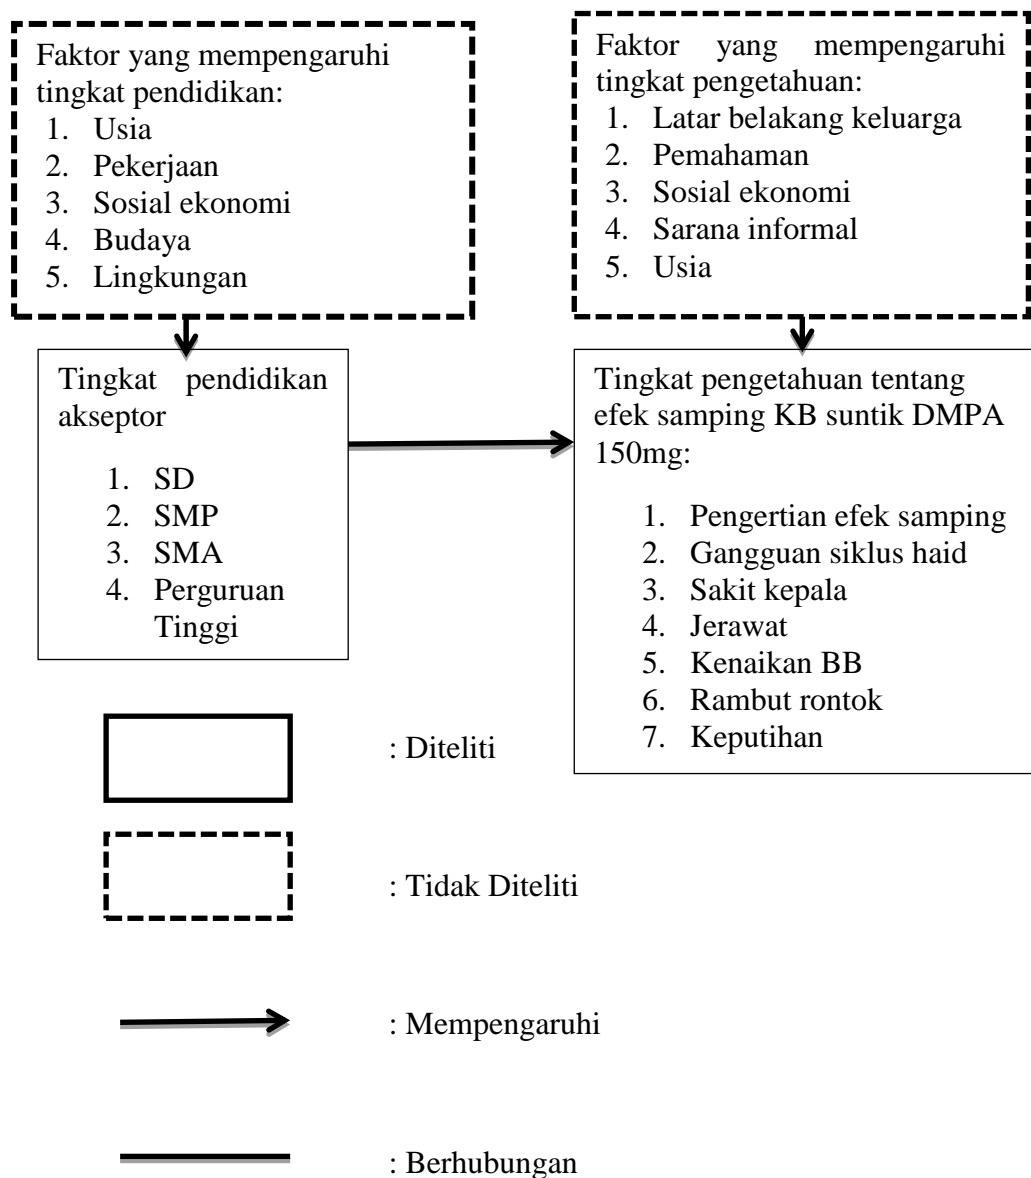 Faktor yang mempengaruhi
tingkat pendidikan:
1. Usia
2. Pekerjaan
3. Sosial ekonomi
4. Budaya
5. Lingkungan
Faktor yang mempengaruhi
tingkat pengetahuan:
1. Latar belakang keluarga
2. Pemahaman
3. Sosial ekonomi
4. Sarana informal
5. Usia
Tingkat pendidikan
akseptor
1. SD
2. SMP
3. SMA
4. Perguruan
Tinggi
Tingkat pengetahuan tentang
efek samping KB suntik DMPA
150mg:
1. Pengertian efek samping
2. Gangguan siklus haid
3. Sakit kepala
4. Jerawat
5. Kenaikan BB
6. Rambut rontok
7. Keputihan
: Diteliti
: Tidak Diteliti
: Mempengaruhi
: Berhubungan